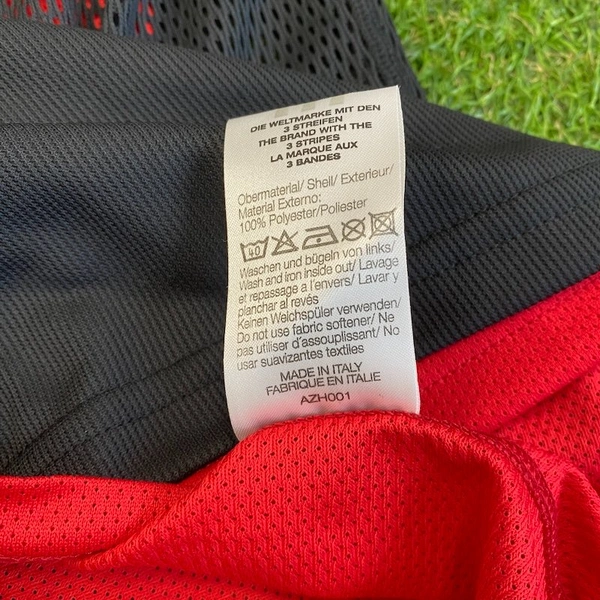 DIE WELTMARKE MIT DEN
3 STREIFEN
THE BRAND WITH THE
3 STRIPES
LA MARQUE AUX
3 BANDES
Obermaterial/ Shell/ Exterieur/
Material Externo:
100% Polyester/Poliester
40
Waschen und bügeln von links/
Wash and iron inside out/ Lavage
et repassage a l'envers/ Lavar y
planchar al revés
Keinen Weichspüler verwenden/
Do not use fabric softener/ Ne
pas utiliser d'assouplissant/ No
usar suavizantes textiles
MADE IN ITALY
FABRIQUE EN ITALIE
AZH001